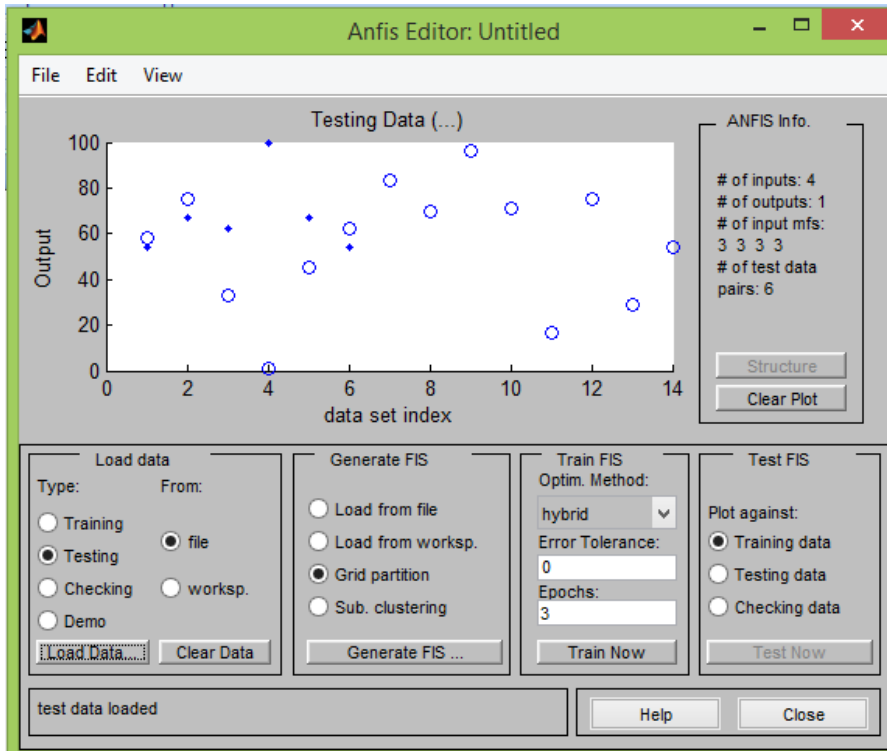 Anfis Editor: Untitled
File Edit View
Testing Data (...)
100
80
60
40
20
0
Output
0 2 4 6 8 10 12 14
data set index
ANFIS Info.
# of inputs: 4
# of outputs: 1
# of input mfs:
3 3 3 3
# of test data
pairs: 6
Structure
Clear Plot
Load data
Type: From:
Training
Testing
Checking
Demo
file
worksp.
Load Data... Clear Data
Generate FIS
Load from file
Load from worksp.
Grid partition
Sub. clustering
Generate FIS ...
Train FIS
Optim. Method:
hybrid
Error Tolerance:
0
Epochs:
3
Train Now
Test FIS
Plot against:
Training data
Testing data
Checking data
Test Now
test data loaded
Help Close